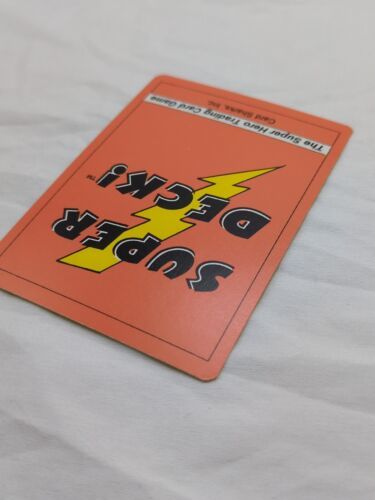 SUPER
DECK!™
The Super Hero Trading Card Game
Card Sharks, Inc.